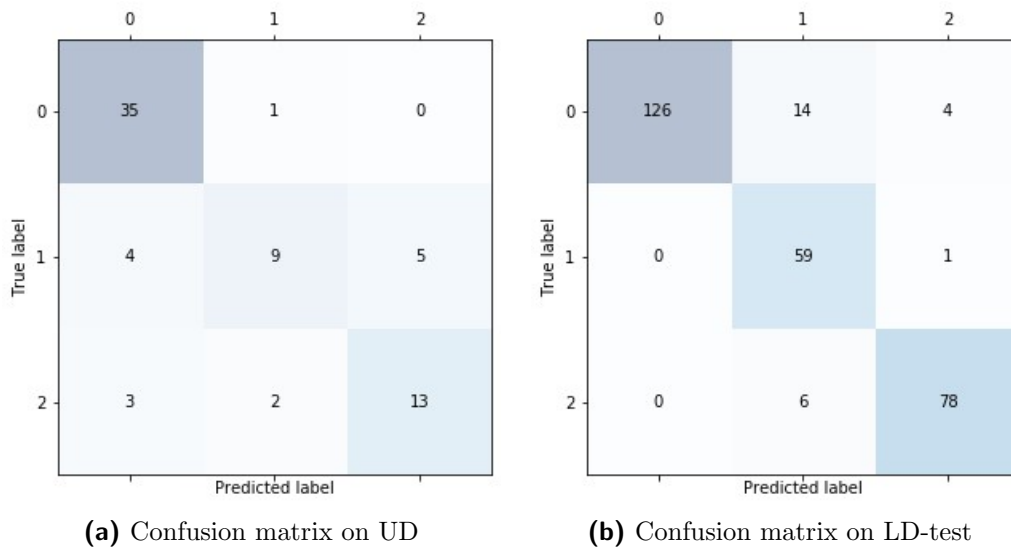 0 1 2
0 35 1 0
1 4 9 5
2 3 2 13
True label
Predicted label
(a) Confusion matrix on UD
0 1 2
0 126 14 4
1 0 59 1
2 0 6 78
True label
Predicted label
(b) Confusion matrix on LD-test